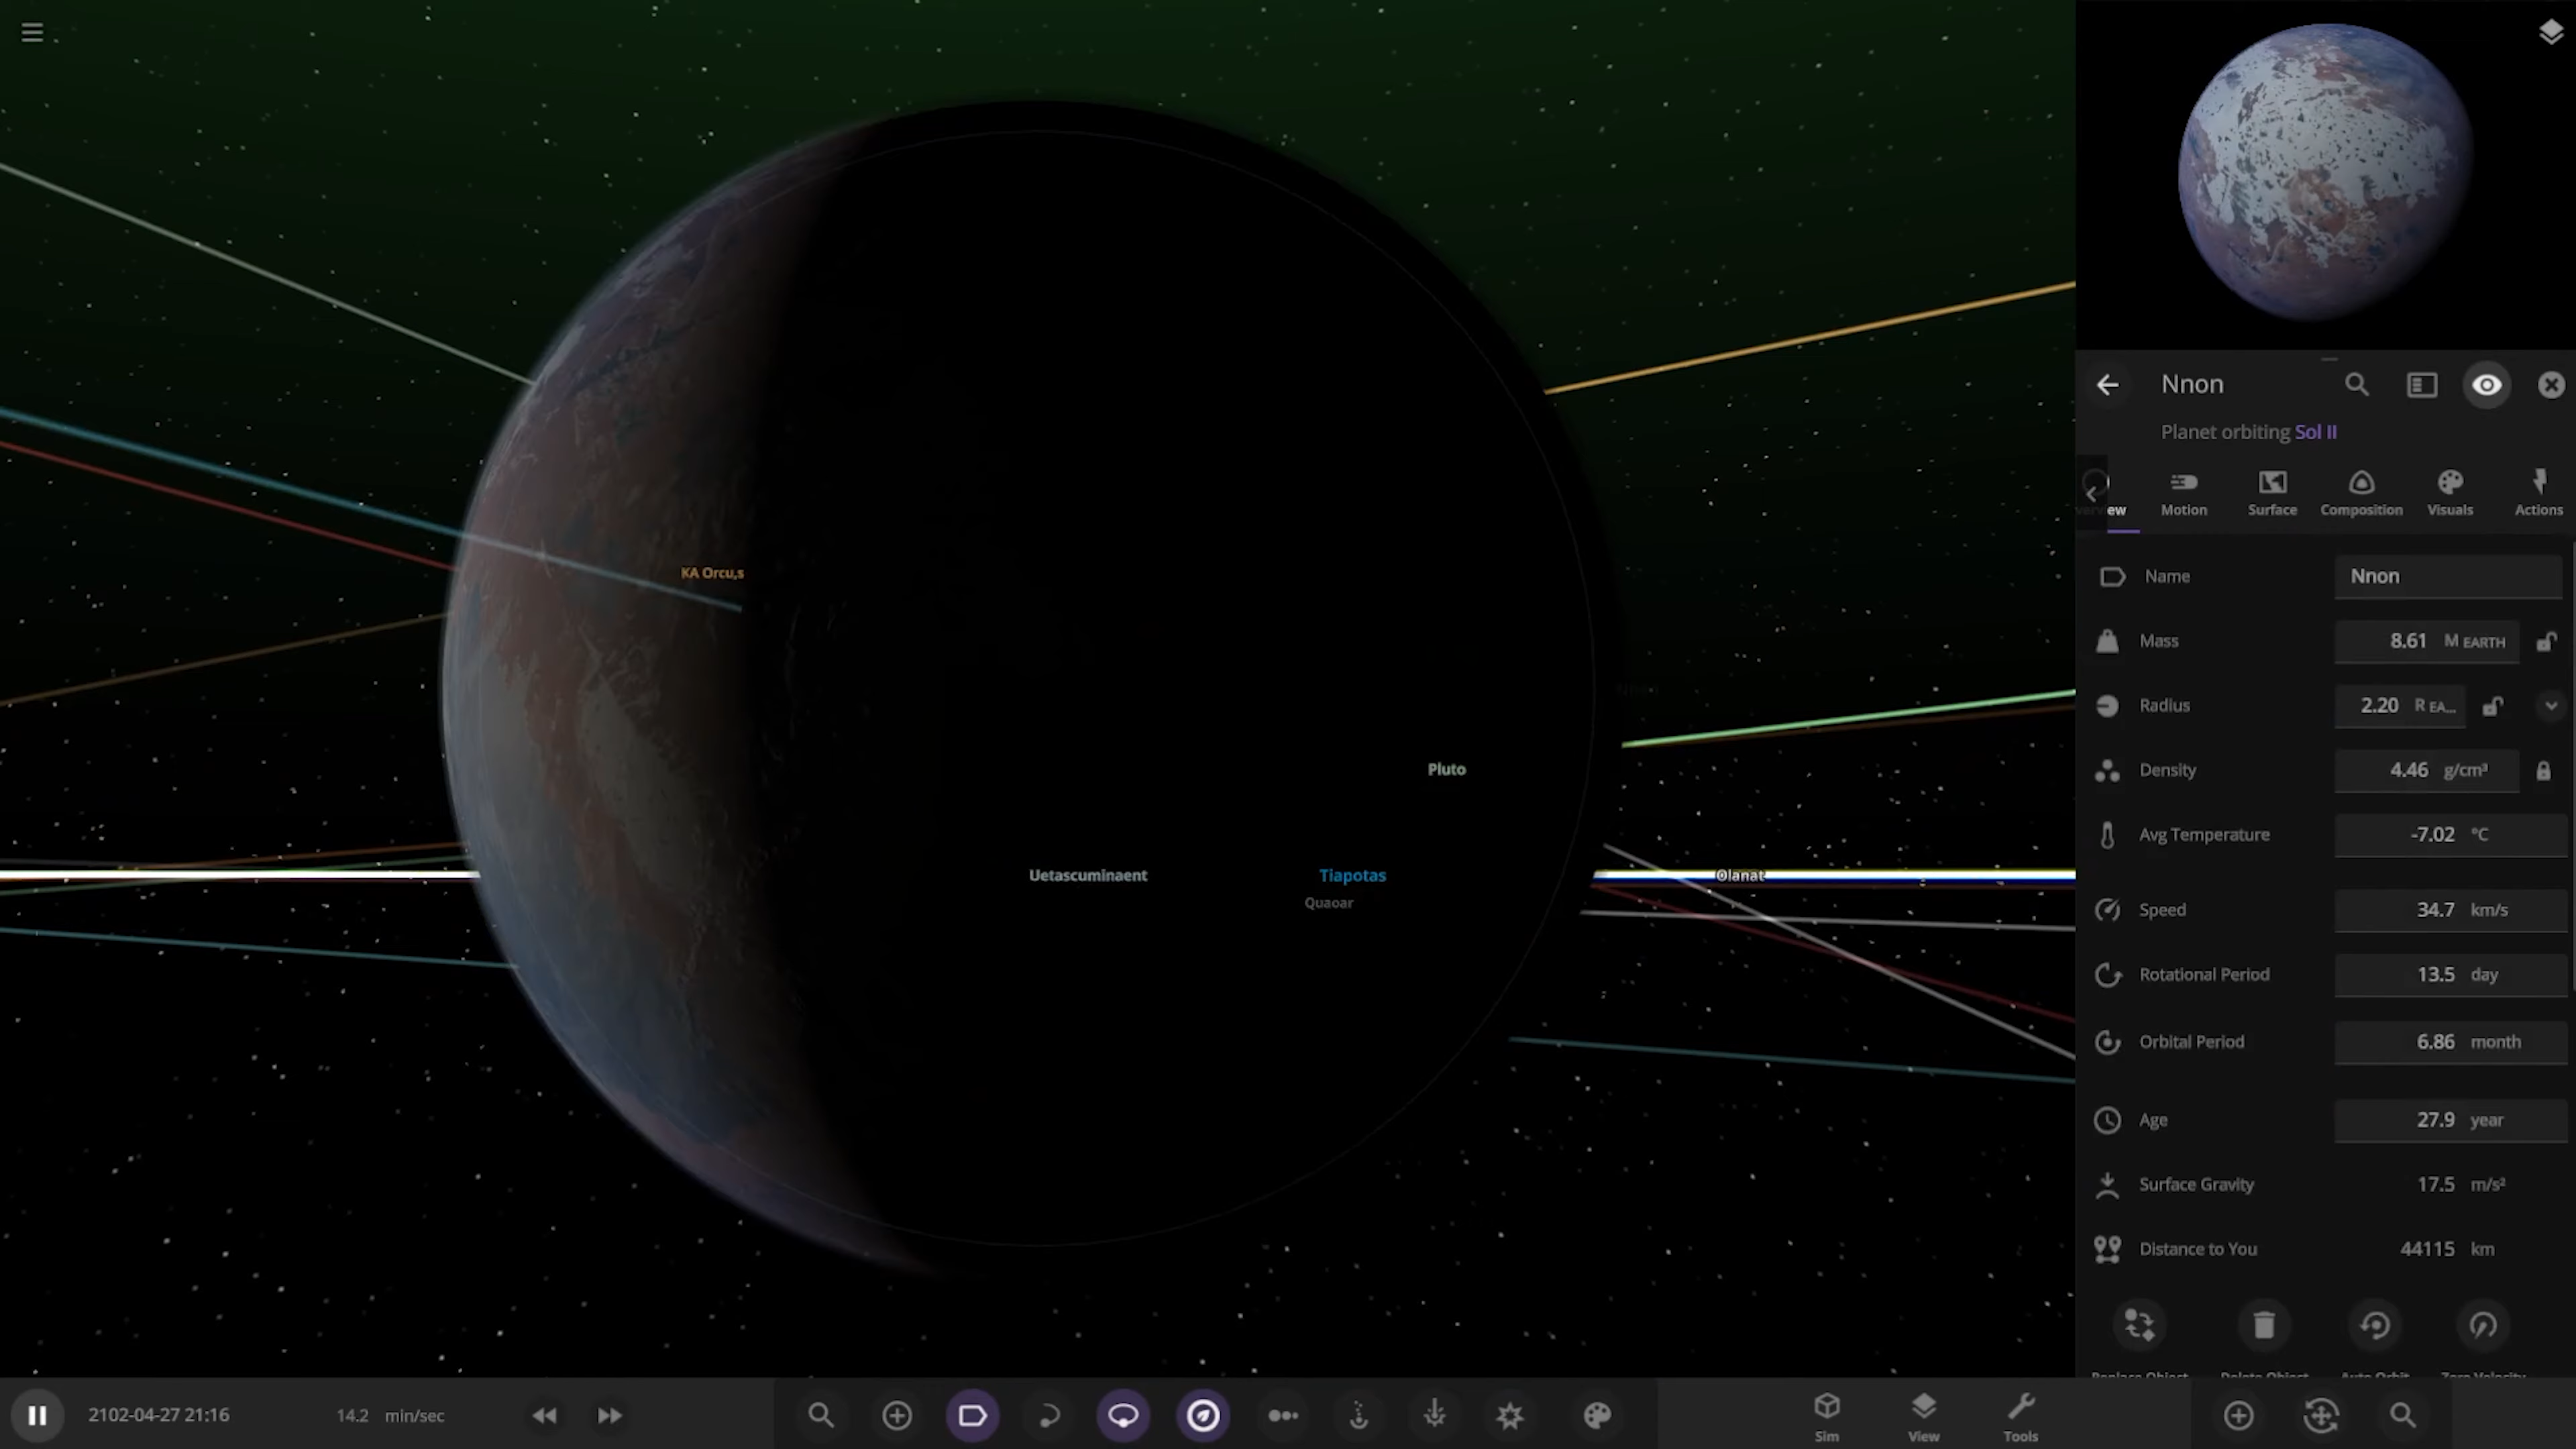 KA Orcu,s
Pluto
Uetascuminaent
Tiapotas
Olanat
Quaoar
Nnon
Planet orbiting Sol II
ew
Motion
Surface
Composition
Visuals
Actions
Name Nnon
Mass 8.61 M EARTH
Radius 2.20 R EA...
Density 4.46 g/cm³
Avg Temperature -7.02 °C
Speed 34.7 km/s
Rotational Period 13.5 day
Orbital Period 6.86 month
Age 27.9 year
Surface Gravity 17.5 m/s²
Distance to You 44115 km
2102-04-27 21:16
14.2 min/sec
Sim
View
Tools